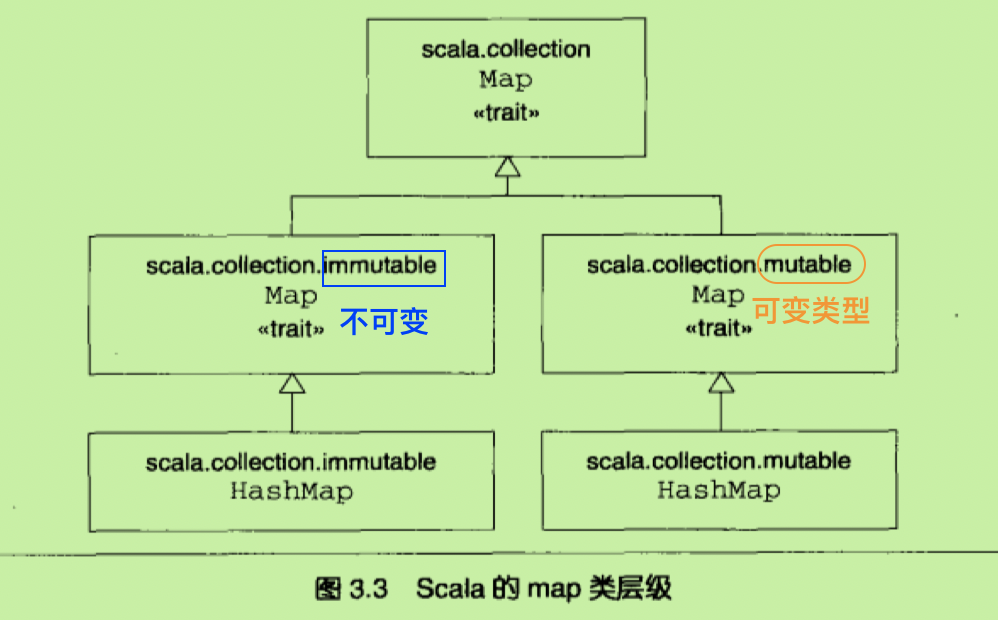 scala.collection
Map
«trait»
scala.collection.immutable
Map
«trait» 不可变
scala.collection.mutable
Map
«trait» 可变类型
scala.collection.immutable
HashMap
scala.collection.mutable
HashMap
图 3.3 Scala 的 map 类层级